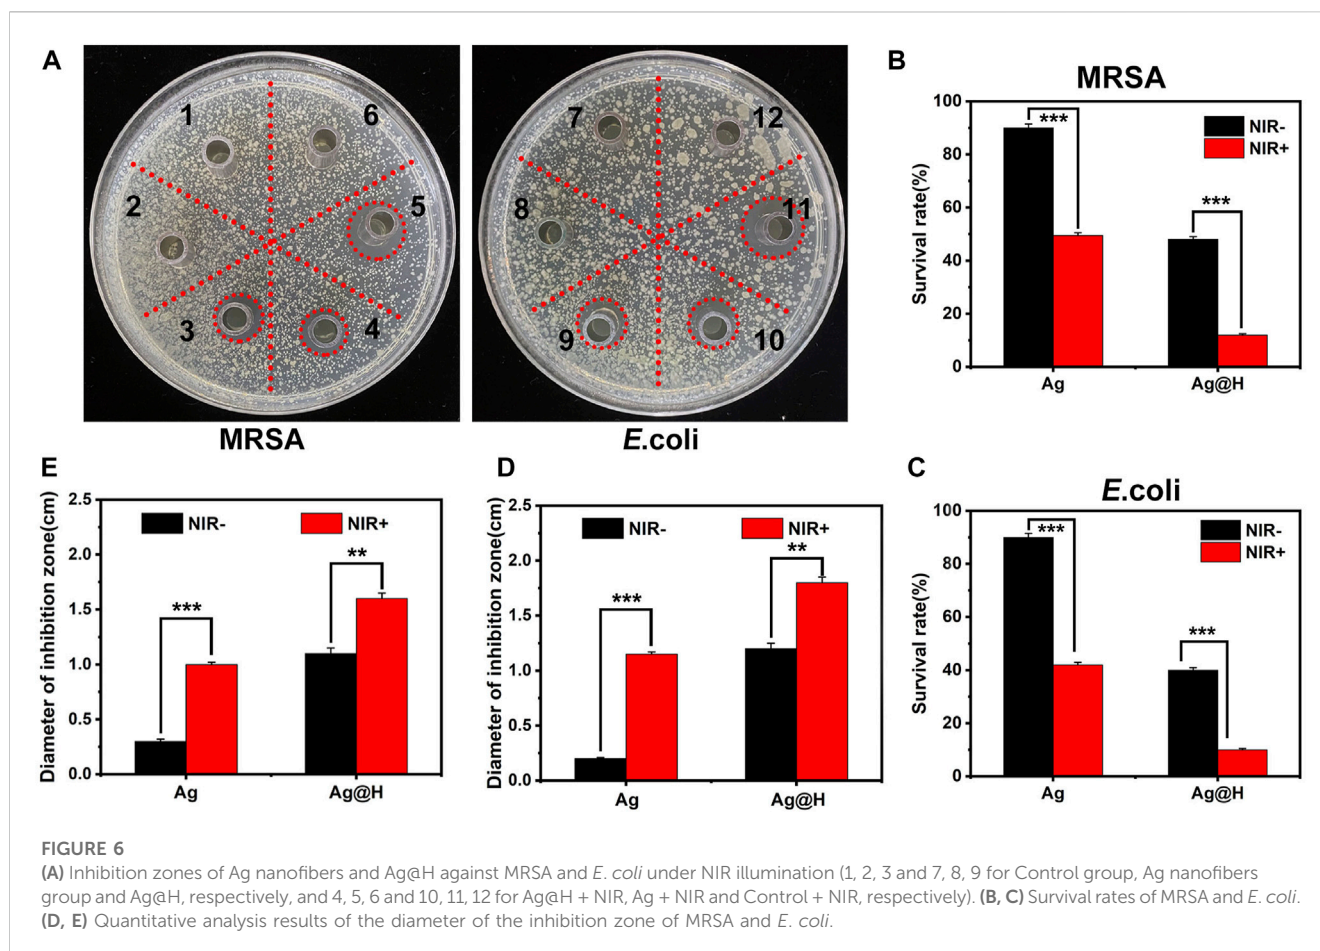 A
1
6
2
5
3
4
MRSA
7
12
8
11
9
10
E.coli
B
MRSA
100
80
60
40
20
0
Survival rate(%)
NIR-
NIR+
***
***
Ag
Ag@H
E
2.5
2.0
1.5
1.0
0.5
0.0
Diameter of inhibition zone(cm)
NIR-
NIR+
***
**
Ag
Ag@H
D
2.5
1.8
1.2
0.6
0.0
Diameter of inhibition zone(cm)
NIR-
NIR+
***
**
Ag
Ag@H
C
E.coli
100
80
60
40
20
0
Survival rate(%)
NIR-
NIR+
***
***
Ag
Ag@H
FIGURE 6
(A) Inhibition zones of Ag nanofibers and Ag@H against MRSA and E. coli under NIR illumination (1, 2, 3 and 7, 8, 9 for Control group, Ag nanofibers
group and Ag@H, respectively, and 4, 5, 6 and 10, 11, 12 for Ag@H + NIR, Ag + NIR and Control + NIR, respectively). (B, C) Survival rates of MRSA and E. coli.
(D, E) Quantitative analysis results of the diameter of the inhibition zone of MRSA and E. coli.